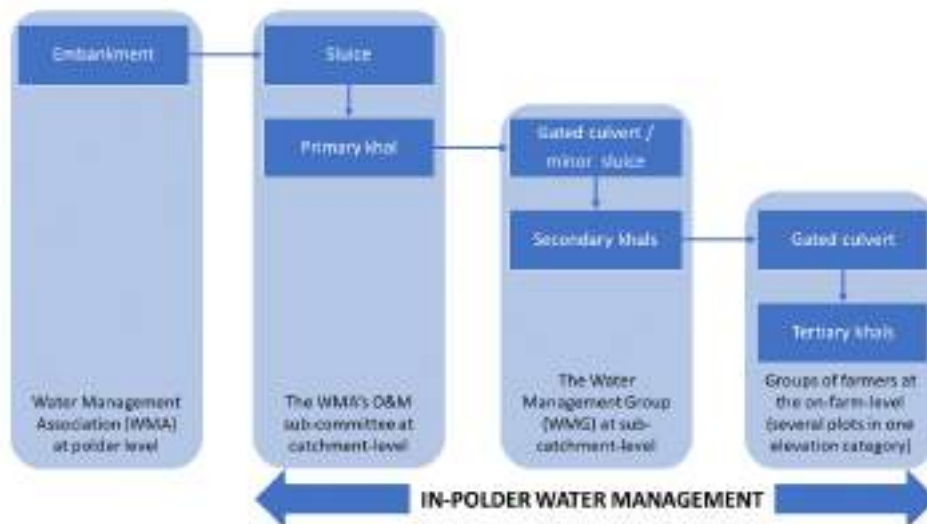 Embankment
Sluice
Primary khal
Gated culvert /
minor sluice
Secondary khals
Gated culvert
Tertiary khals
Water Management
Association (WMA)
at polder level
The WMA's O&M
sub-committee at
catchment-level
The Water
Management Group
(WMG) at sub-
catchment-level
Groups of farmers at
the on-farm-level
(several plots in one
elevation category)
IN-POLDER WATER MANAGEMENT